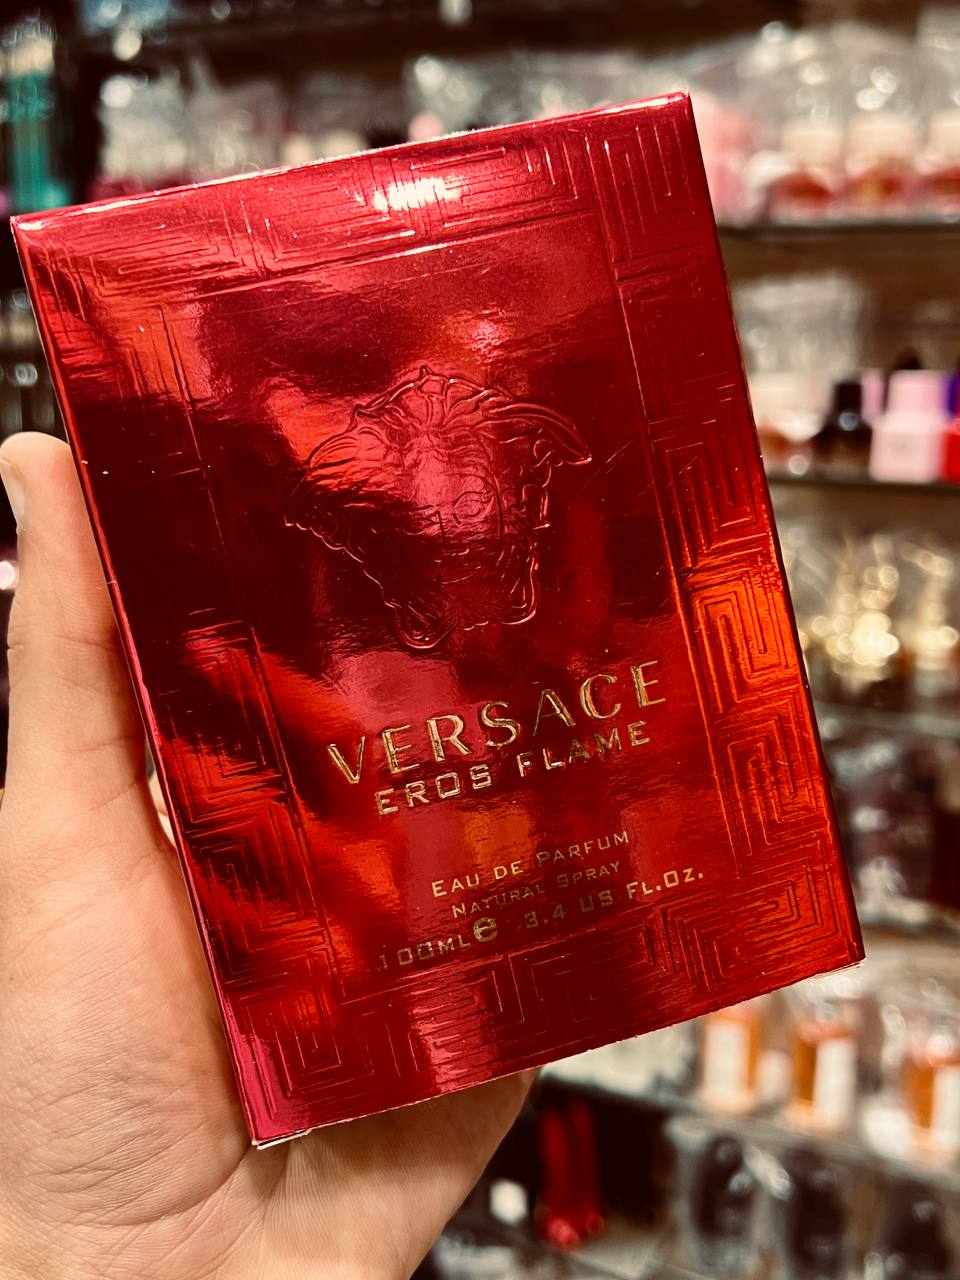 VERSACE
EROS FLAME
EAU DE PARFUM
NATURAL SPRAY
100ML e 3.4 US FL.OZ.